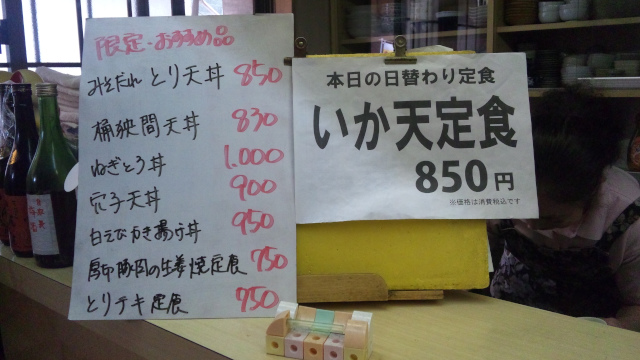 限定・おすすめ品
みそだれとり天丼 850
桶狭間天丼 830
ねぎとろ丼 1.000
穴子天丼 900
白えびかき揚げ丼 950
豚肉の生姜焼定食 750
とりテキ定食 750
本日の日替わり定食
いか天定食
850円
※価格は消費税込です